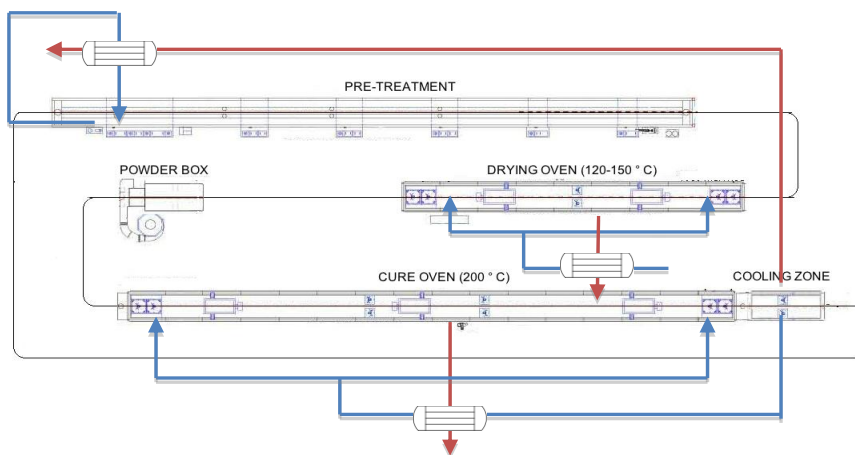 PRE-TREATMENT
POWDER BOX
DRYING OVEN (120-150 ° C)
CURE OVEN (200 ° C)
COOLING ZONE